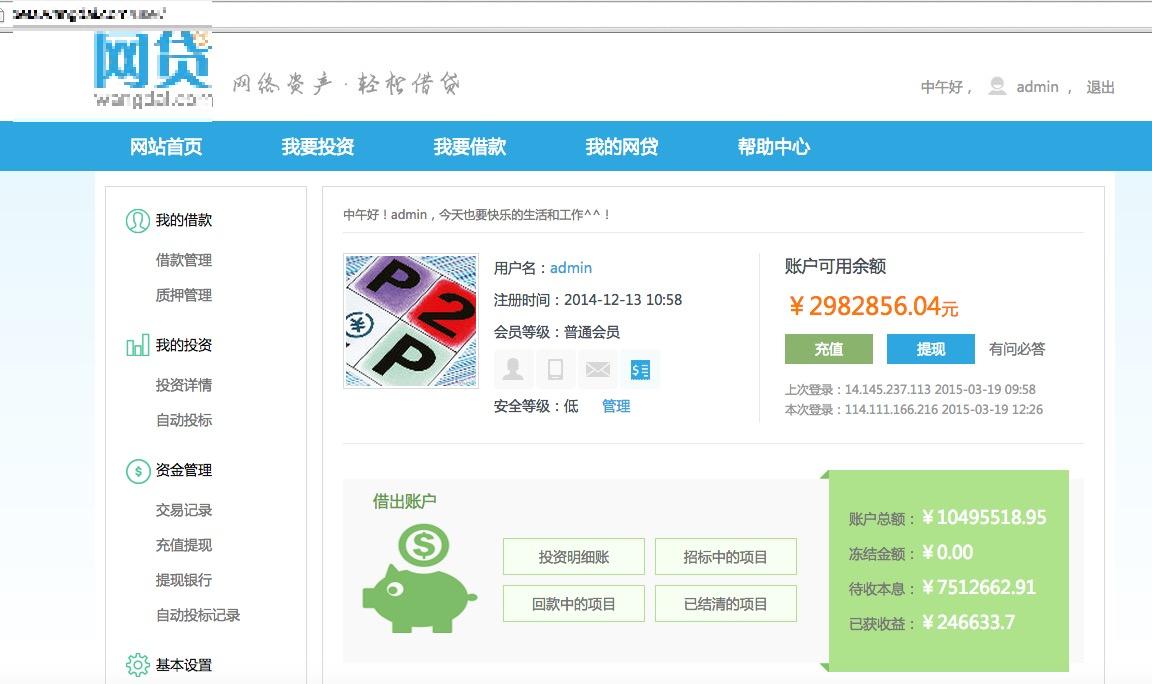 网贷
wangdai.com
网络资产·轻松借贷
中午好， admin ， 退出
网站首页 我要投资 我要借款 我的网贷 帮助中心
我的借款
借款管理
质押管理
我的投资
投资详情
自动投标
资金管理
交易记录
充值提现
提现银行
自动投标记录
基本设置
中午好！admin，今天也要快乐的生活和工作^^！
P2P
¥
用户名：admin
注册时间：2014-12-13 10:58
会员等级：普通会员
安全等级：低 管理
账户可用余额
￥2982856.04元
充值 提现 有问必答
上次登录：14.145.237.113 2015-03-19 09:58
本次登录：114.111.166.216 2015-03-19 12:26
借出账户
投资明细账 招标中的项目
回款中的项目 已结清的项目
账户总额：￥10495518.95
冻结金额：￥0.00
待收本息：￥7512662.91
已获收益：￥246633.7